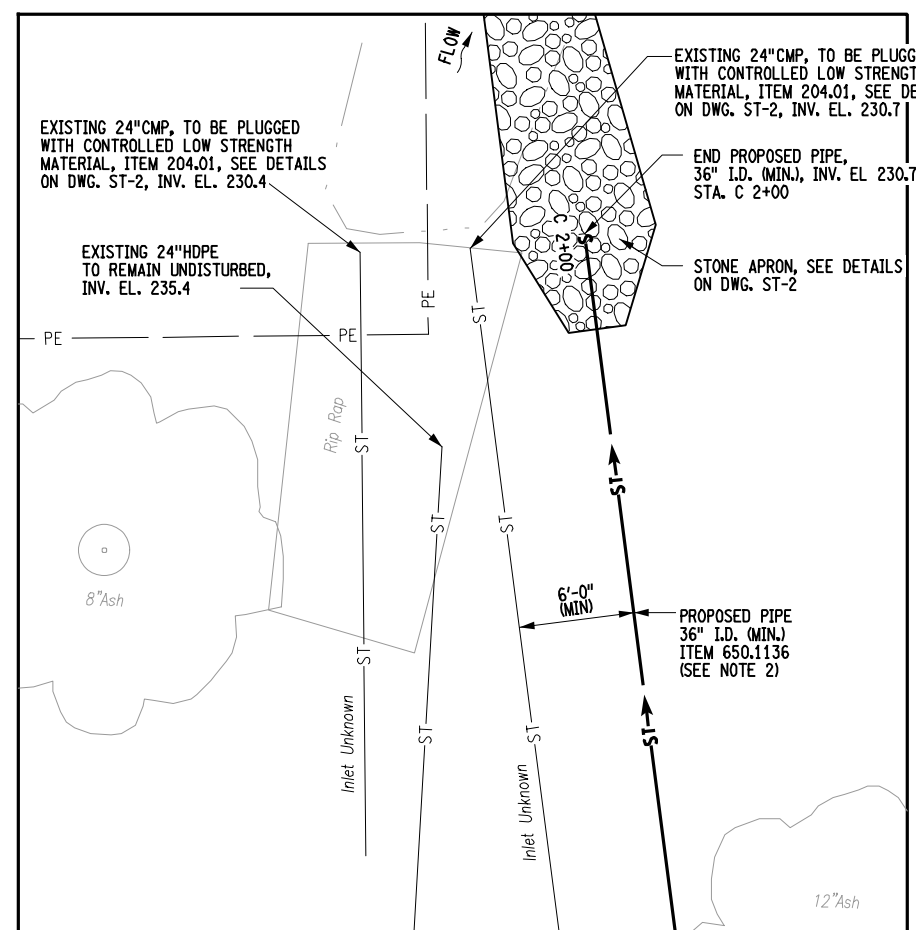 FLOW
EXISTING 24"CMP, TO BE PLUGG
WITH CONTROLLED LOW STRENGT
MATERIAL, ITEM 204.01, SEE DE
ON DWG. ST-2, INV. EL. 230.7
EXISTING 24"CMP, TO BE PLUGGED
WITH CONTROLLED LOW STRENGTH
MATERIAL, ITEM 204.01, SEE DETAILS
ON DWG. ST-2, INV. EL. 230.4
END PROPOSED PIPE,
36" I.D. (MIN.), INV. EL 230.7
STA. C 2+00
EXISTING 24"HDPE
TO REMAIN UNDISTURBED,
INV. EL. 235.4
C 2+00
S
STONE APRON, SEE DETAILS
ON DWG. ST-2
PE
PE
PE
ST
Rip Rap
ST
ST
ST
ST
ST
8"Ash
6'-0"
(MIN)
PROPOSED PIPE
36" I.D. (MIN.)
ITEM 650.1136
(SEE NOTE 2)
ST
ST
ST
ST
Inlet Unknown
Inlet Unknown
12"Ash